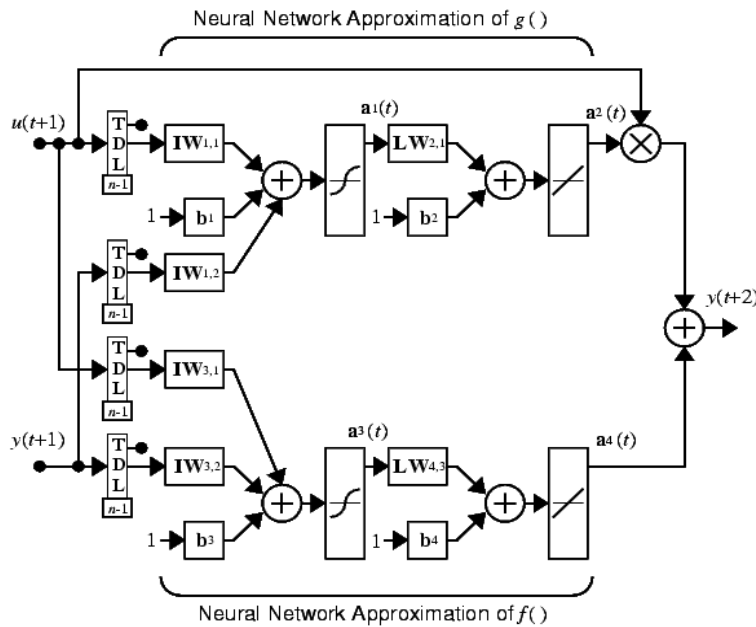 Neural Network Approximation of g ( )
u(t+1)
T
D
L
n-1
IW1,1
1
b1
a1(t)
LW2,1
1
b2
a2 (t)
T
D
L
n-1
IW1,2
T
D
L
n-1
IW3,1
y(t+2)
y(t+1)
T
D
L
n-1
IW3,2
1
b3
a3 (t)
LW4,3
1
b4
a4 (t)
Neural Network Approximation of f ( )